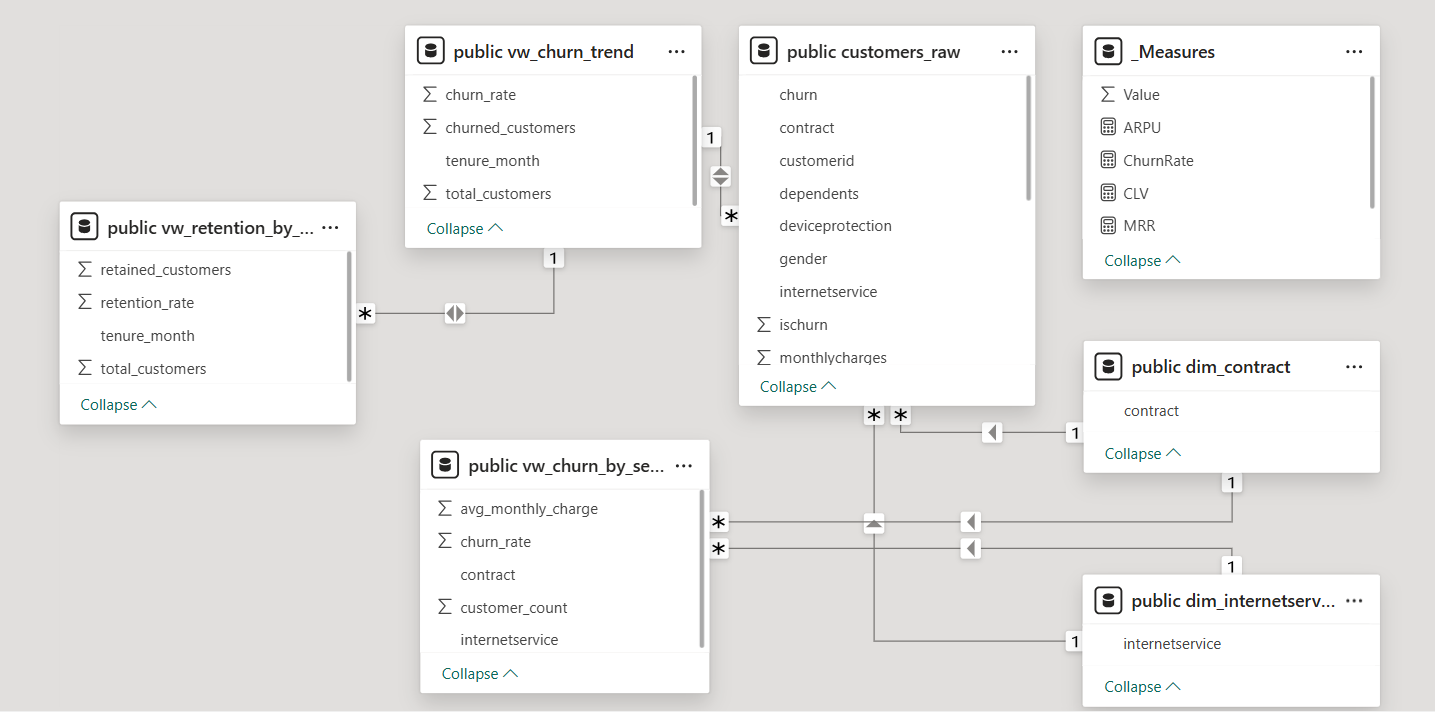 public vw_churn_trend ...
churn_rate
churned_customers
tenure_month
total_customers
Collapse
public customers_raw ...
churn
contract
customerid
dependents
deviceprotection
gender
internetservice
ischurn
monthlycharges
Collapse
_Measures ...
Value
ARPU
ChurnRate
CLV
MRR
Collapse
public vw_retention_by_... ...
retained_customers
retention_rate
tenure_month
total_customers
Collapse
public dim_contract ...
contract
Collapse
public vw_churn_by_se... ...
avg_monthly_charge
churn_rate
contract
customer_count
internetservice
Collapse
public dim_internetserv... ...
internetservice
Collapse
1
*
1
*
*
*
1
1
*
*
1
1